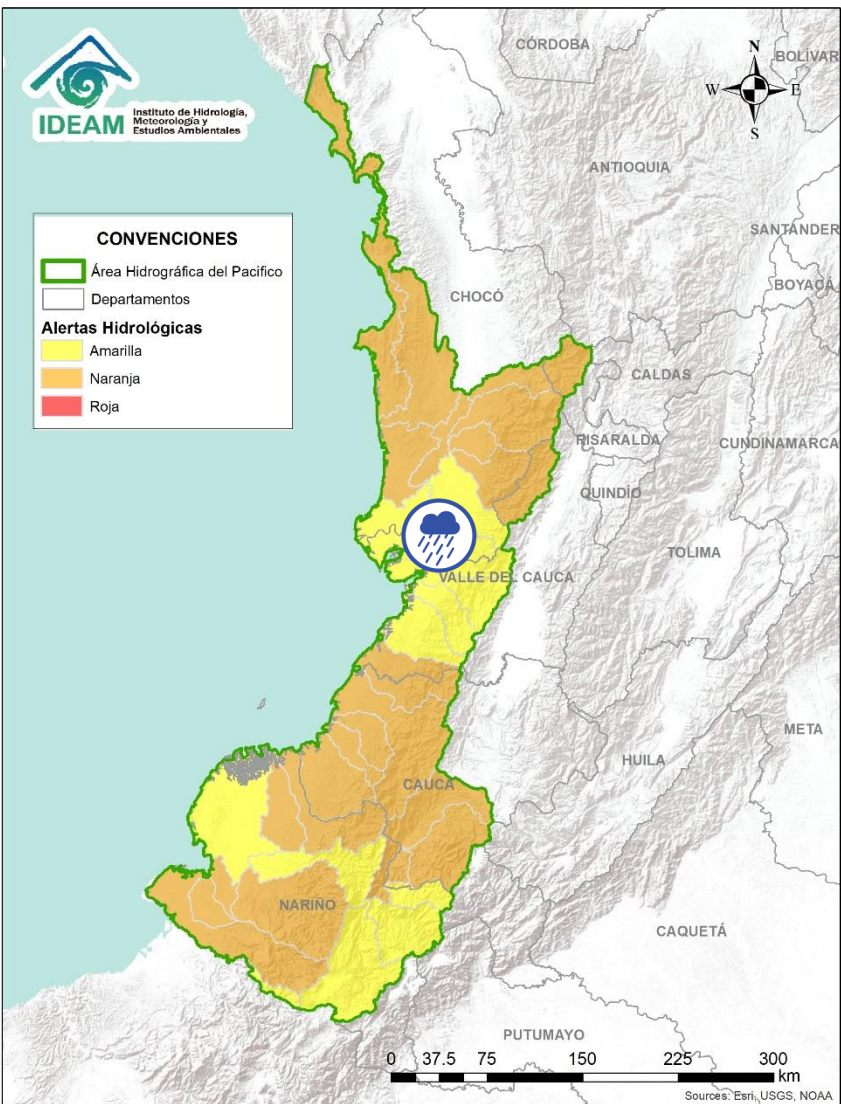 IDEAM
Instituto de Hidrología,
Meteorología y
Estudios Ambientales
CÓRDOBA
BOLÍVAR
N
W
E
S
ANTIOQUIA
SANTANDER
BOYACÁ
CONVENCIONES
Área Hidrográfica del Pacifico
Departamentos
Alertas Hidrológicas
Amarilla
Naranja
Roja
CHOCÓ
CALDAS
RISARALDA
CUNDINAMARCA
QUINDÍO
TOLIMA
VALLE DEL CAUCA
META
HUILA
CAUCA
NARIÑO
CAQUETÁ
PUTUMAYO
0 37.5 75 150 225 300
km
Sources: Esri, USGS, NOAA